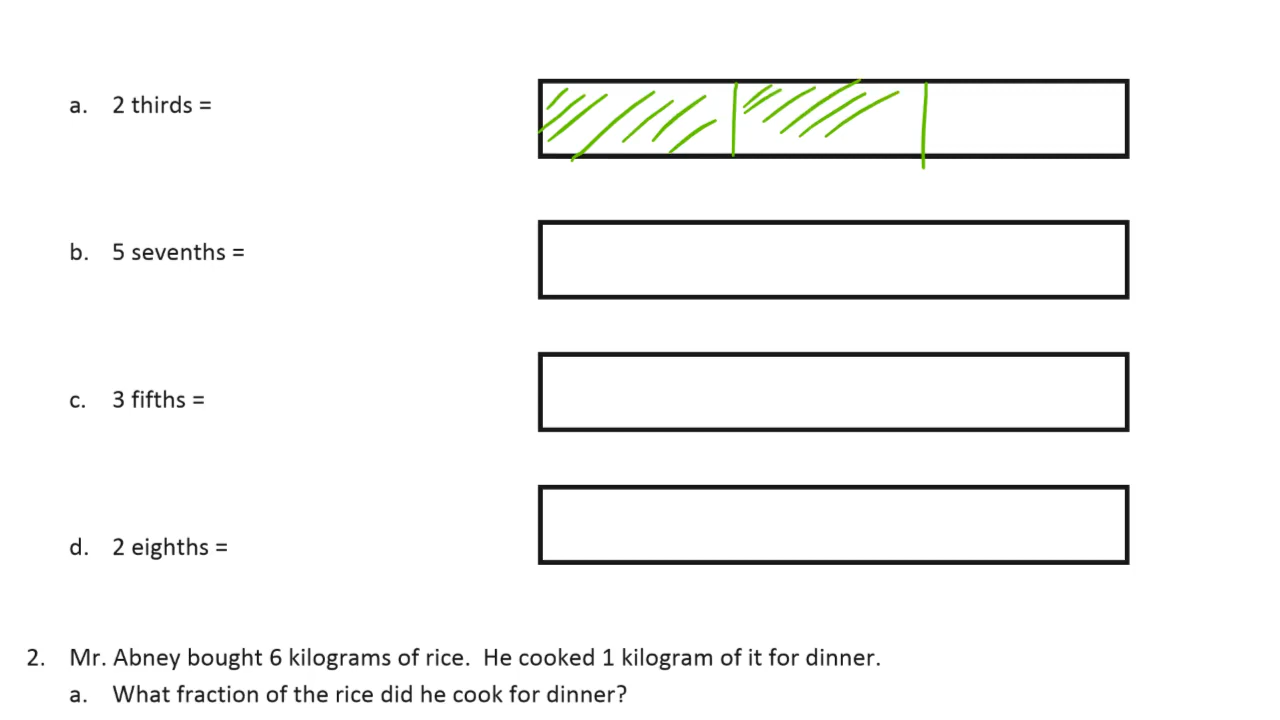 a. 2 thirds =
b. 5 sevenths =
c. 3 fifths =
d. 2 eighths =
2. Mr. Abney bought 6 kilograms of rice. He cooked 1 kilogram of it for dinner.
a. What fraction of the rice did he cook for dinner?